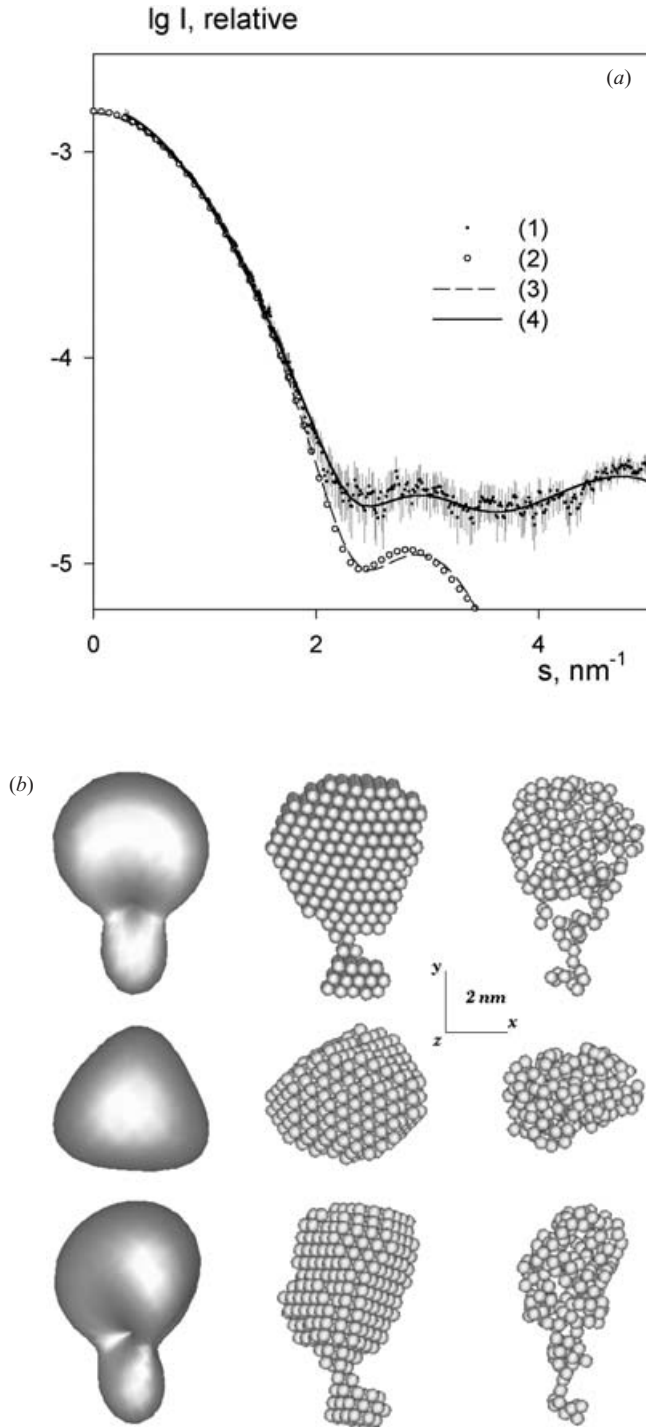 lg I, relative
(a)
-3
(1)
(2)
(3)
(4)
-4
-5
0
2
4
s, nm⁻¹
(b)
y
2 nm
z
x